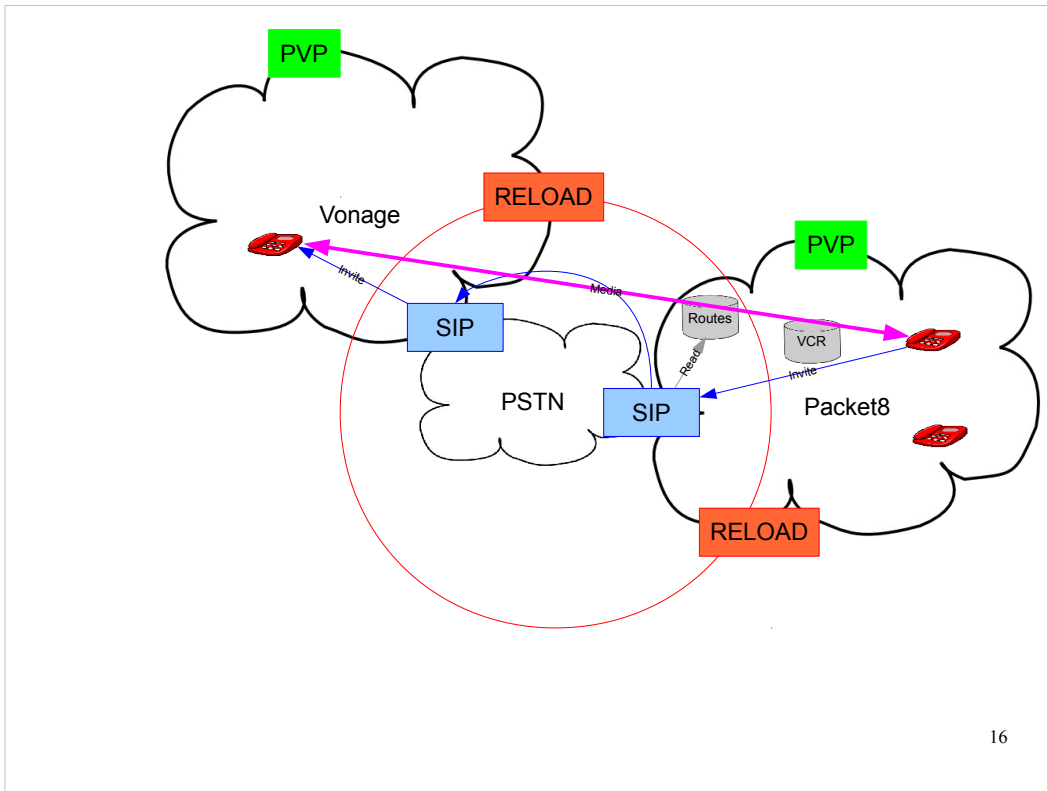 PVP
RELOAD
Vonage
PVP
Invite
Media
Routes
SIP
VCR
Read
Invite
PSTN
SIP
Packet8
RELOAD
16